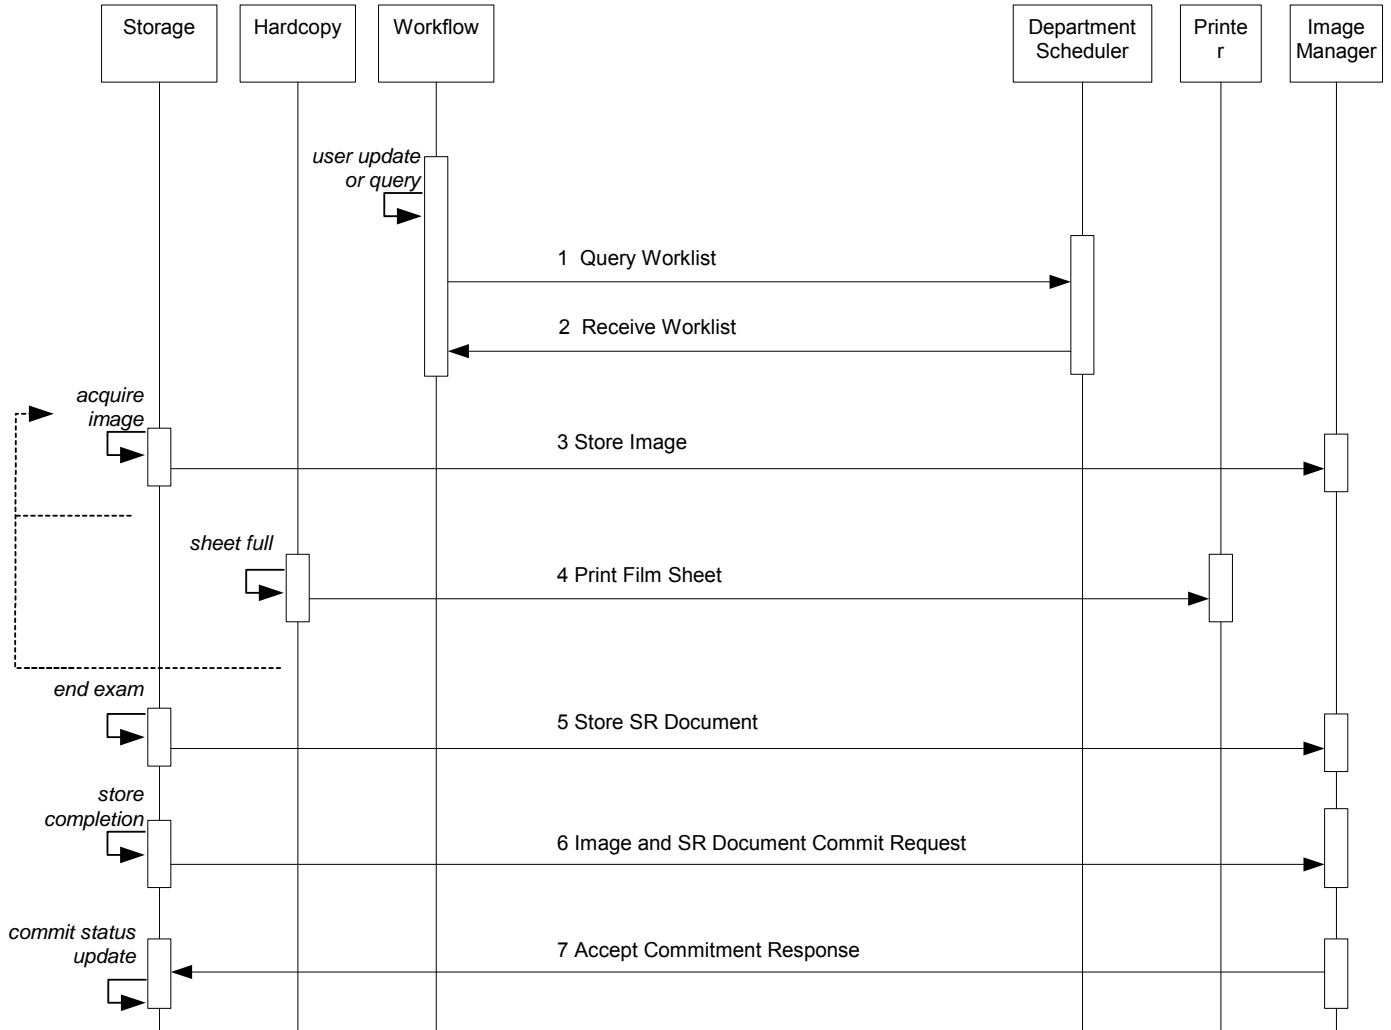 Storage
Hardcopy
Workflow
Department
Scheduler
Printe
r
Image
Manager
user update
or query
1 Query Worklist
2 Receive Worklist
acquire
image
3 Store Image
sheet full
4 Print Film Sheet
end exam
5 Store SR Document
store
completion
6 Image and SR Document Commit Request
commit status
update
7 Accept Commitment Response